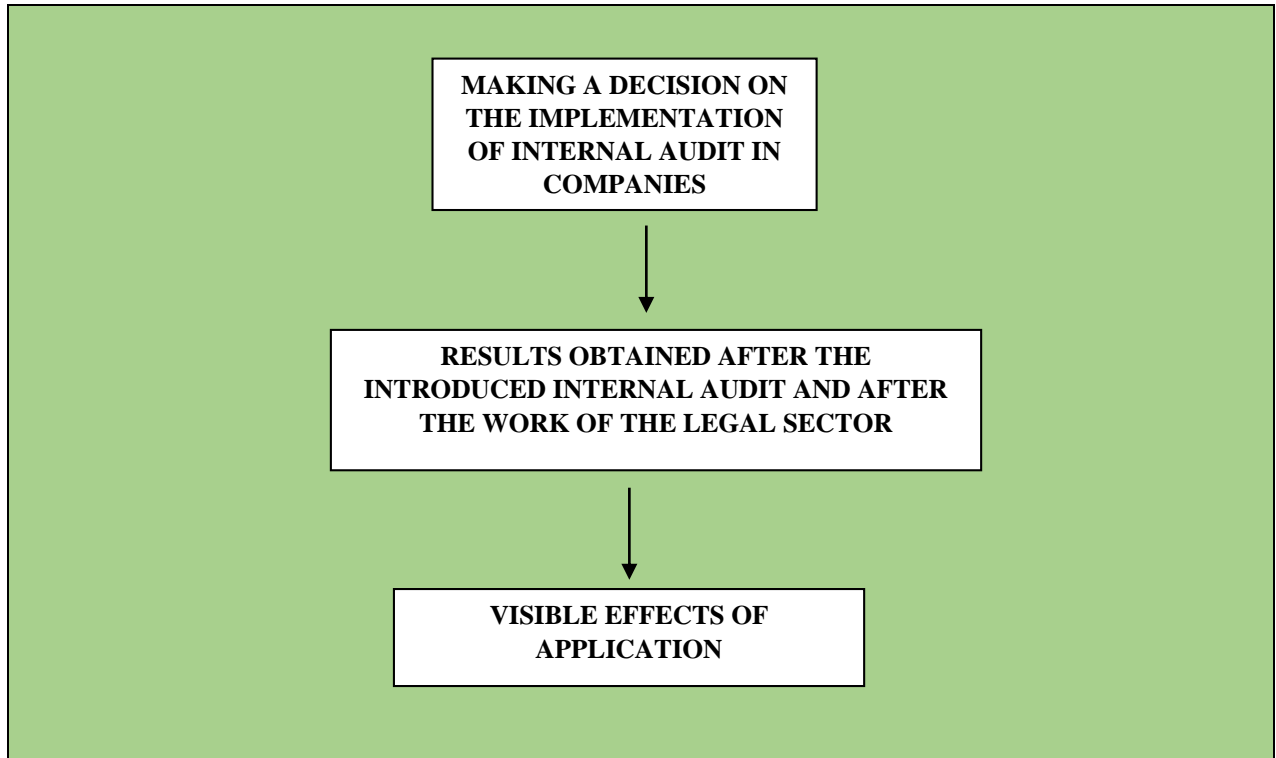 MAKING A DECISION ON
THE IMPLEMENTATION
OF INTERNAL AUDIT IN
COMPANIES
RESULTS OBTAINED AFTER THE
INTRODUCED INTERNAL AUDIT AND AFTER
THE WORK OF THE LEGAL SECTOR
VISIBLE EFFECTS OF
APPLICATION